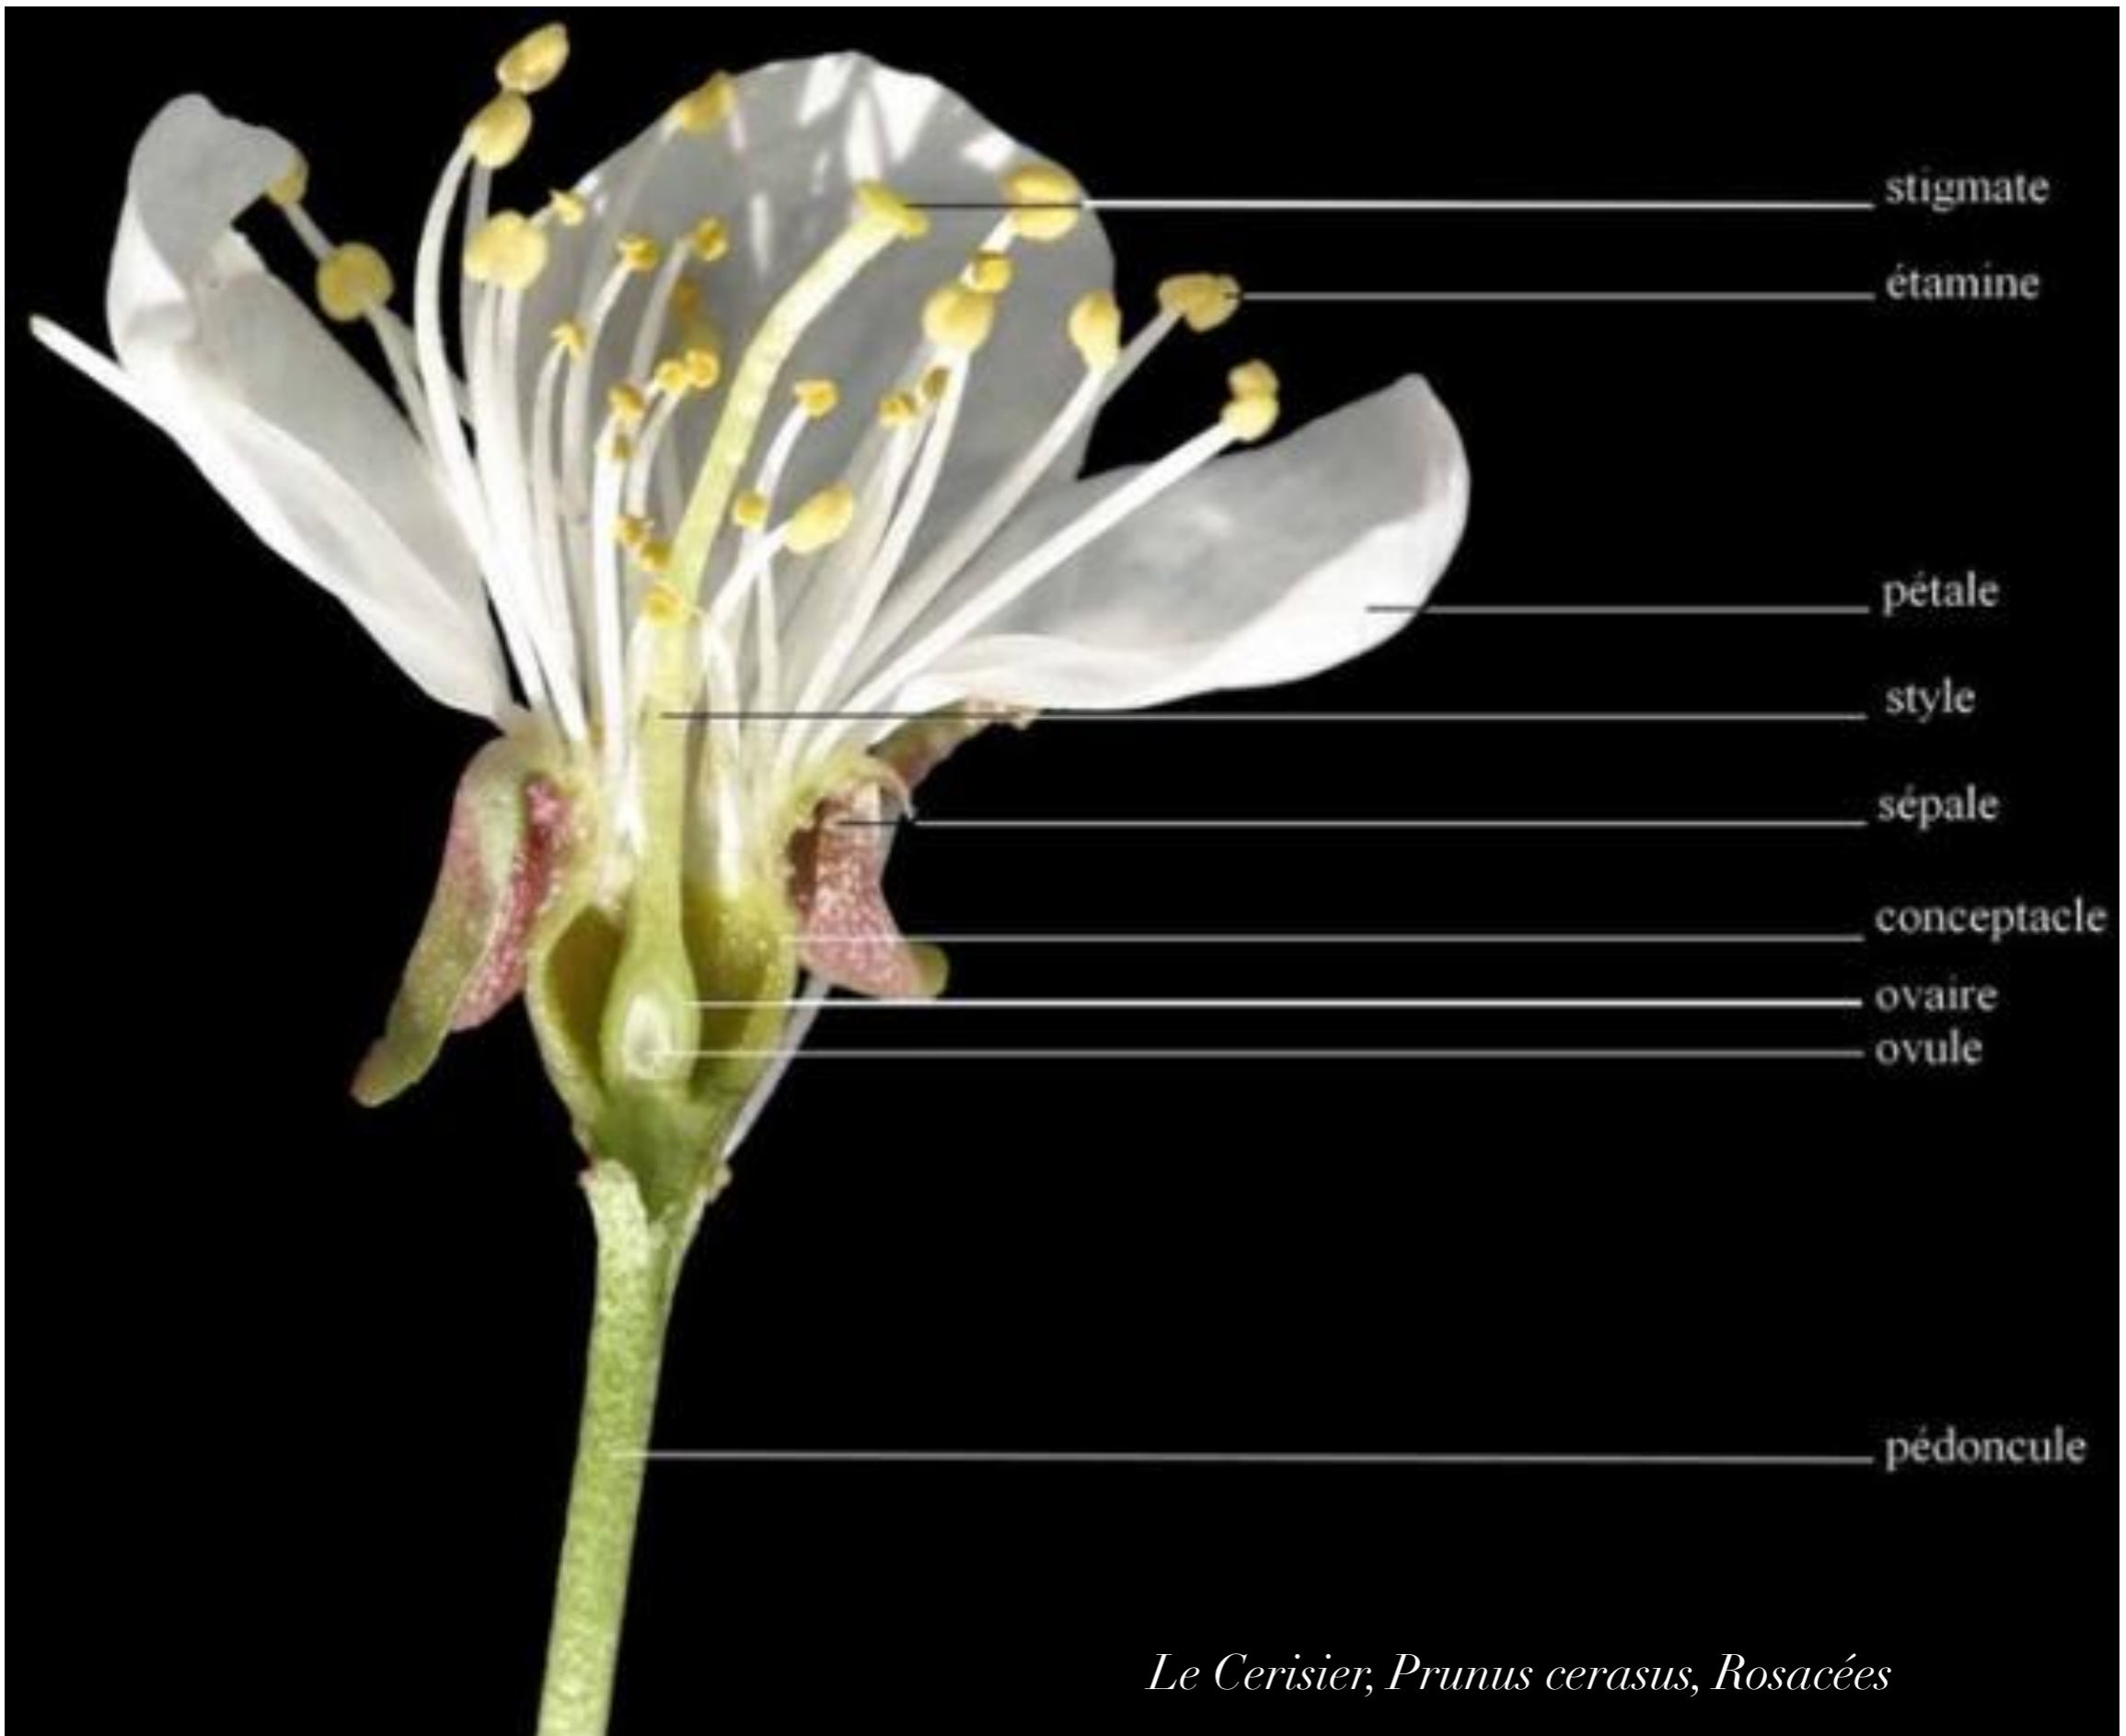 stigmate
étamine
pétale
style
sépale
conceptacle
ovaire
ovule
pédoncule
Le Cerisier, Prunus cerasus, Rosacées